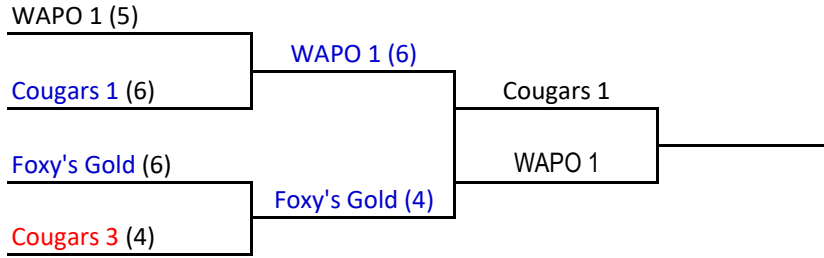 WAPO 1 (5)
WAPO 1 (6)
Cougars 1 (6)
Cougars 1
Foxy's Gold (6)
WAPO 1
Foxy's Gold (4)
Cougars 3 (4)